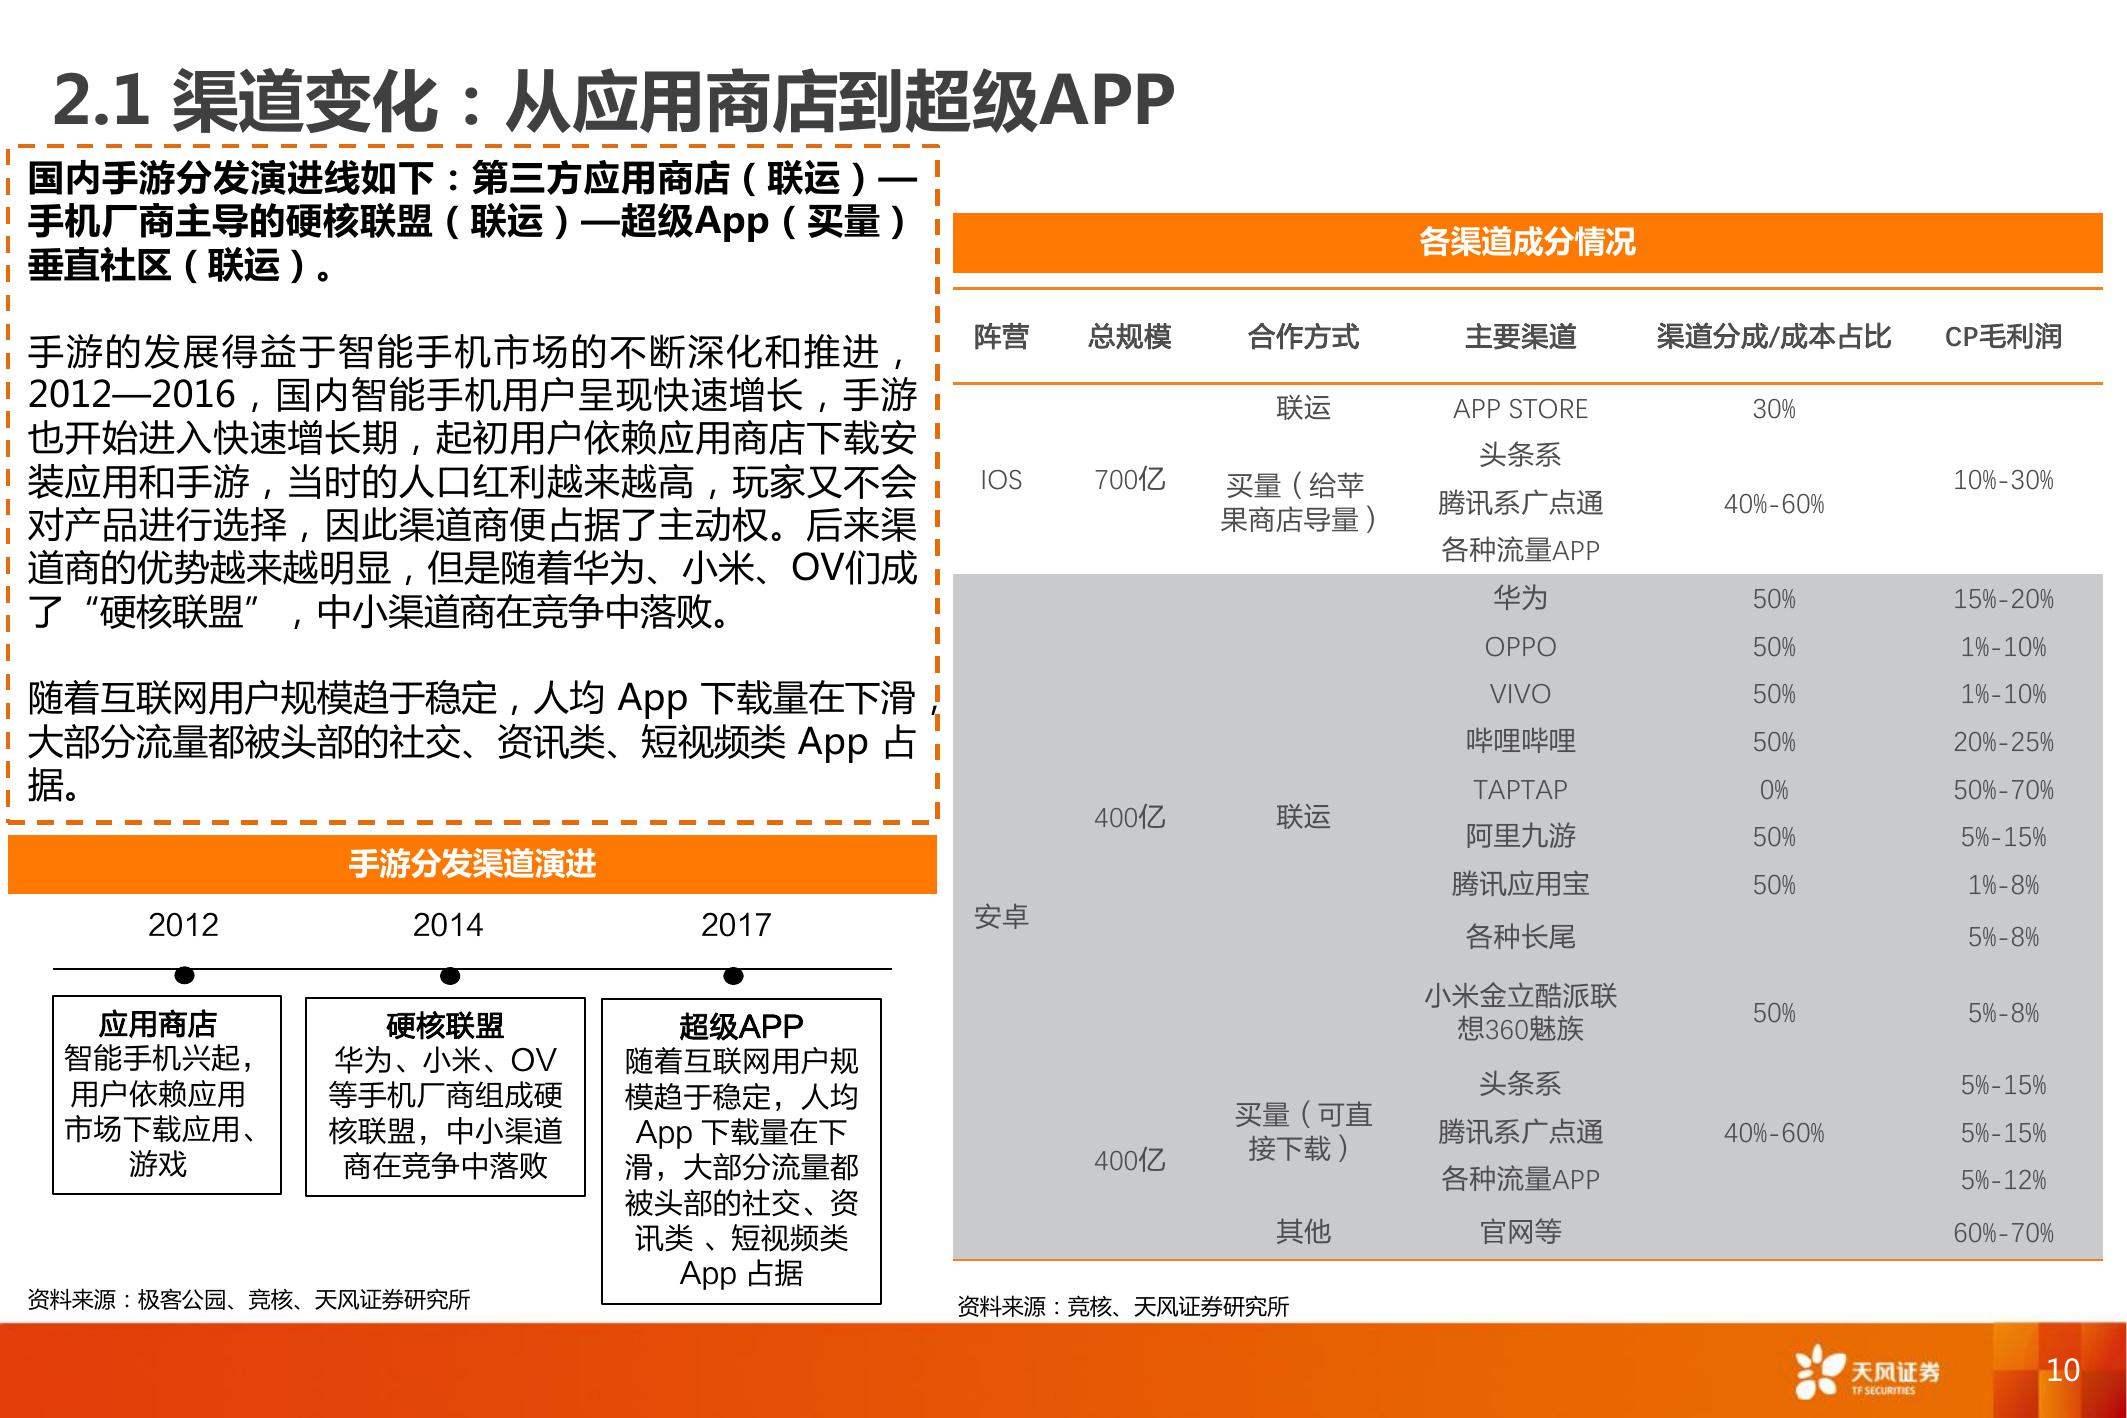 2.1 渠道变化：从应用商店到超级APP
国内手游分发演进线如下：第三方应用商店（联运）—
手机厂商主导的硬核联盟（联运）—超级App（买量）
垂直社区（联运）。
手游的发展得益于智能手机市场的不断深化和推进，
2012—2016，国内智能手机用户呈现快速增长，手游
也开始进入快速增长期，起初用户依赖应用商店下载安
装应用和手游，当时的人口红利越来越高，玩家又不会
对产品进行选择，因此渠道商便占据了主动权。后来渠
道商的优势越来越明显，但是随着华为、小米、OV们成
了“硬核联盟”，中小渠道商在竞争中落败。
随着互联网用户规模趋于稳定，人均 App 下载量在下滑，
大部分流量都被头部的社交、资讯类、短视频类 App 占
据。
手游分发渠道演进
2012 2014 2017
应用商店
智能手机兴起，
用户依赖应用
市场下载应用、
游戏
硬核联盟
华为、小米、OV
等手机厂商组成硬
核联盟，中小渠道
商在竞争中落败
超级APP
随着互联网用户规
模趋于稳定，人均
App 下载量在下
滑，大部分流量都
被头部的社交、资
讯类 、短视频类
App 占据
资料来源：极客公园、竞核、天风证券研究所
各渠道成分情况
阵营 总规模 合作方式 主要渠道 渠道分成/成本占比 CP毛利润
联运 APP STORE 30%
头条系
IOS 700亿 买量（给苹 10%-30%
果商店导量） 腾讯系广点通 40%-60%
各种流量APP
华为 50% 15%-20%
OPPO 50% 1%-10%
VIVO 50% 1%-10%
哔哩哔哩 50% 20%-25%
TAPTAP 0% 50%-70%
400亿 联运
阿里九游 50% 5%-15%
腾讯应用宝 50% 1%-8%
安卓
各种长尾 5%-8%
小米金立酷派联
想360魅族 50% 5%-8%
头条系 5%-15%
买量（可直
接下载） 腾讯系广点通 40%-60% 5%-15%
400亿
各种流量APP 5%-12%
其他 官网等 60%-70%
资料来源：竞核、天风证券研究所
天风证券
TF SECURITIES
10